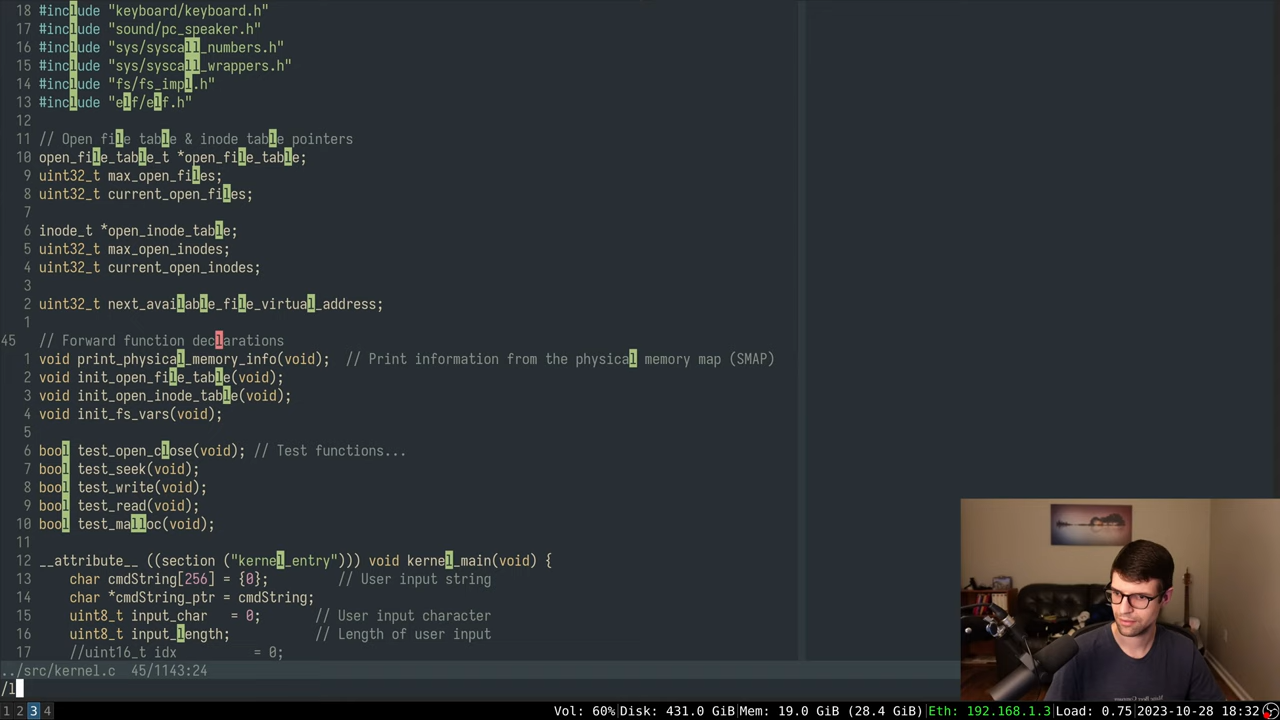 18 #include "keyboard/keyboard.h"
17 #include "sound/pc_speaker.h"
16 #include "sys/syscall_numbers.h"
15 #include "sys/syscall_wrappers.h"
14 #include "fs/fs_impl.h"
13 #include "elf/elf.h"
12
11 // Open file table & inode table pointers
10 open_file_table_t *open_file_table;
9 uint32_t max_open_files;
8 uint32_t current_open_files;
7
6 inode_t *open_inode_table;
5 uint32_t max_open_inodes;
4 uint32_t current_open_inodes;
3
2 uint32_t next_available_file_virtual_address;
1
45 // Forward function declarations
1 void print_physical_memory_info(void);  // Print information from the physical memory map (SMAP)
2 void init_open_file_table(void);
3 void init_open_inode_table(void);
4 void init_fs_vars(void);
5
6 bool test_open_close(void); // Test functions...
7 bool test_seek(void);
8 bool test_write(void);
9 bool test_read(void);
10 bool test_malloc(void);
11
12 __attribute__ ((section ("kernel_entry"))) void kernel_main(void) {
13     char cmdString[256] = {0};         // User input string
14     char *cmdString_ptr = cmdString;
15     uint8_t input_char   = 0;       // User input character
16     uint8_t input_length;           // Length of user input
17     //uint16_t idx          = 0;
../src/kernel.c  45/1143:24
/l
1 2 3 4 Vol: 60%|Disk: 431.0 GiB|Mem: 19.0 GiB (28.4 GiB)|Eth: 192.168.1.3|Load: 0.75 2023-10-28 18:32